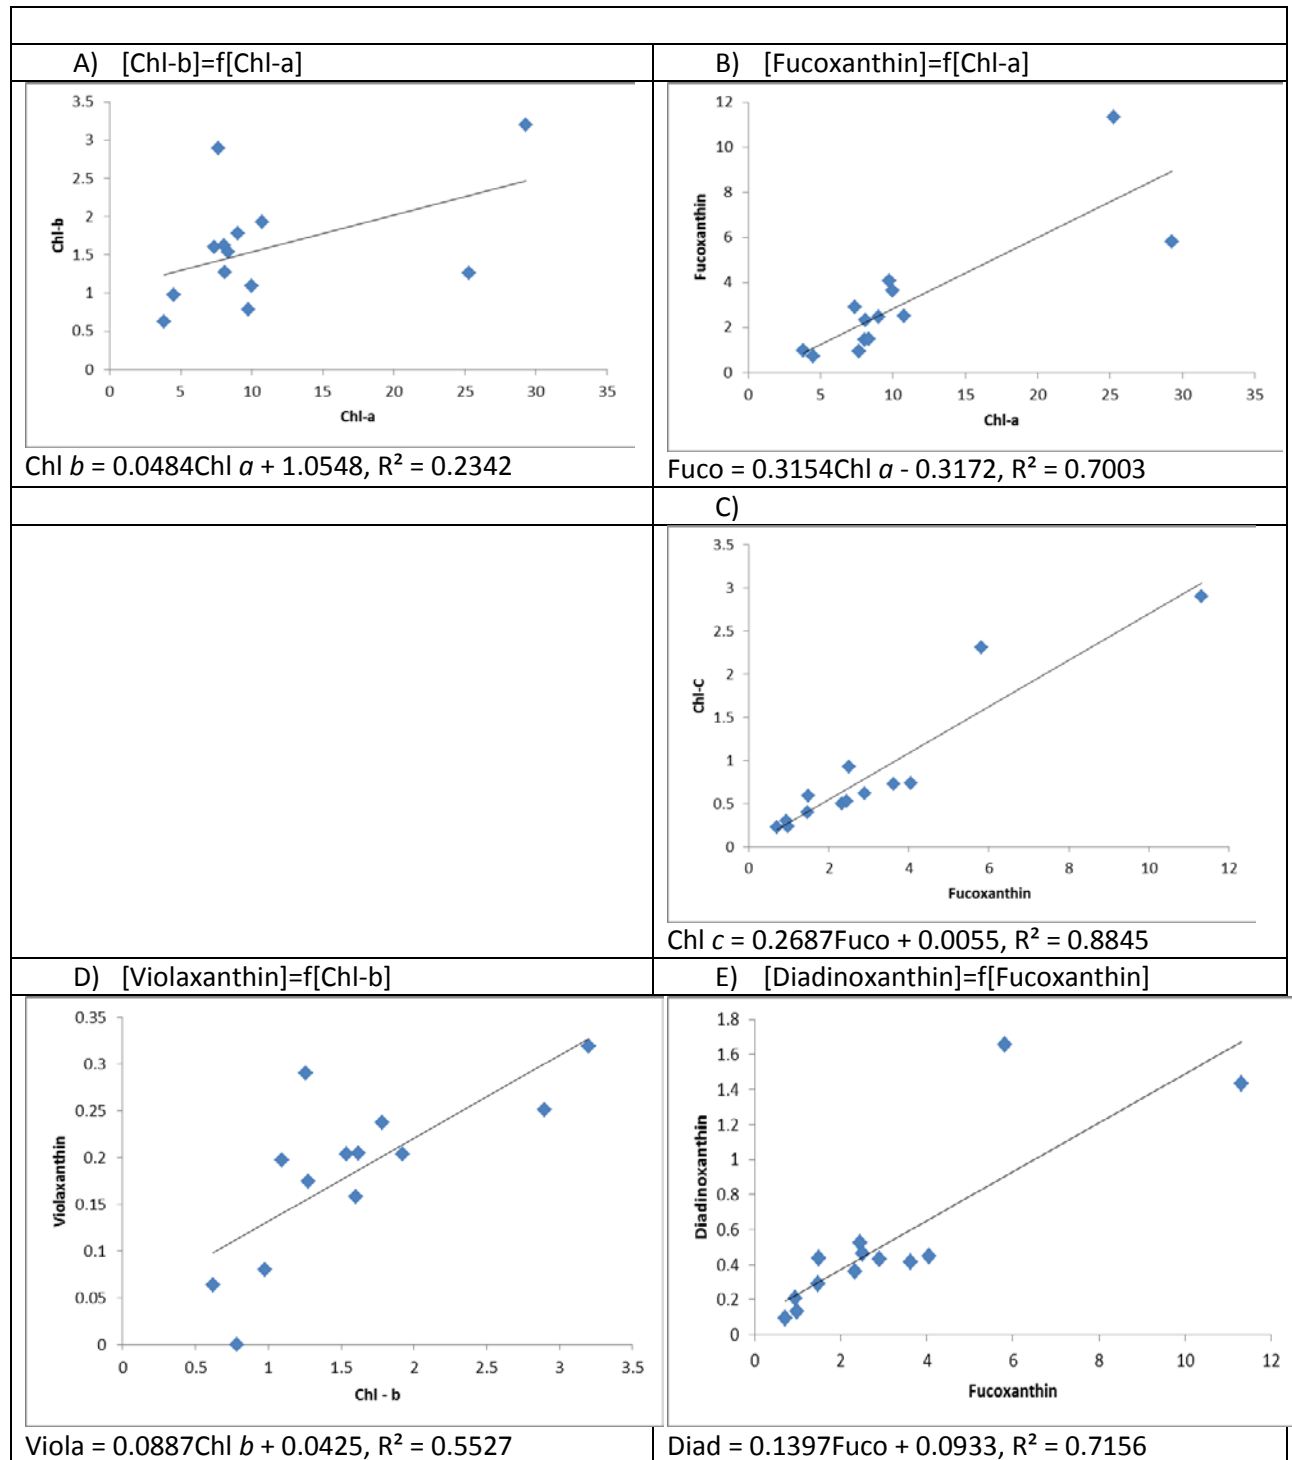 A) [Chl-b]=f[Chl-a]
B) [Fucoxanthin]=f[Chl-a]
3.5
3
2.5
2
1.5
1
0.5
0
Chl-b
0 5 10 15 20 25 30 35
Chl-a
12
10
8
6
4
2
0
Fucoxanthin
0 5 10 15 20 25 30 35
Chl-a
Chl b = 0.0484Chl a + 1.0548, R² = 0.2342
Fuco = 0.3154Chl a - 0.3172, R² = 0.7003
C)
3.5
3
2.5
2
1.5
1
0.5
0
Chl-C
0 2 4 6 8 10 12
Fucoxanthin
Chl c = 0.2687Fuco + 0.0055, R² = 0.8845
D) [Violaxanthin]=f[Chl-b]
E) [Diadinoxanthin]=f[Fucoxanthin]
0.35
0.3
0.25
0.2
0.15
0.1
0.05
0
Violaxanthin
0 0.5 1 1.5 2 2.5 3 3.5
Chl - b
1.8
1.6
1.4
1.2
1
0.8
0.6
0.4
0.2
0
Diadinoxanthin
0 2 4 6 8 10 12
Fucoxanthin
Viola = 0.0887Chl b + 0.0425, R² = 0.5527
Diad = 0.1397Fuco + 0.0933, R² = 0.7156